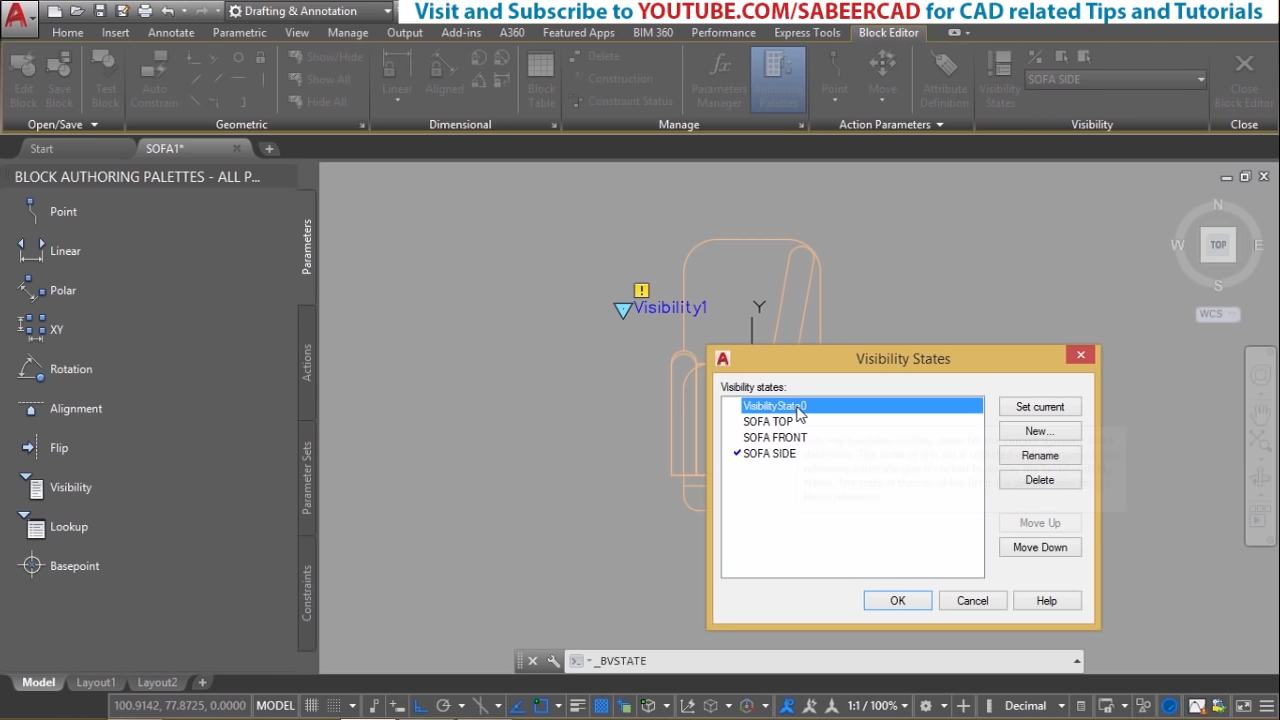 Drafting & Annotation
Visit and Subscribe to YOUTUBE.COM/SABEERCAD for CAD related Tips and Tutorials
Home Insert Annotate Parametric View Manage Output Add-ins A360 Featured Apps BIM 360 Performance Express Tools Block Editor
Edit Block
Save Block
Test Block
Auto Constrain
Show/Hide
Show All
Hide All
Linear
Aligned
Block Table
Delete
Construction
Constraint Status
Parameters Manager
Authoring Palettes
Point
Move
Attribute Definition
Visibility States
SOFA SIDE
Close Block Editor
Open/Save Geometric Dimensional Manage Action Parameters Visibility Close
Start SOFA1*
BLOCK AUTHORING PALETTES - ALL P...
Point
Linear
Polar
XY
Rotation
Alignment
Flip
Visibility
Lookup
Basepoint
Parameters
Actions
Parameter Sets
Constraints
!
Visibility1
Y
N
W TOP E
S
WCS
Visibility States
Visibility states:
VisibilityState0
SOFA TOP
SOFA FRONT
SOFA SIDE
Set current
New...
Rename
Delete
Move Up
Move Down
OK Cancel Help
_BVSTATE
Model Layout1 Layout2
100.9142, 77.8725, 0.0000 MODEL 1:1 / 100% Decimal